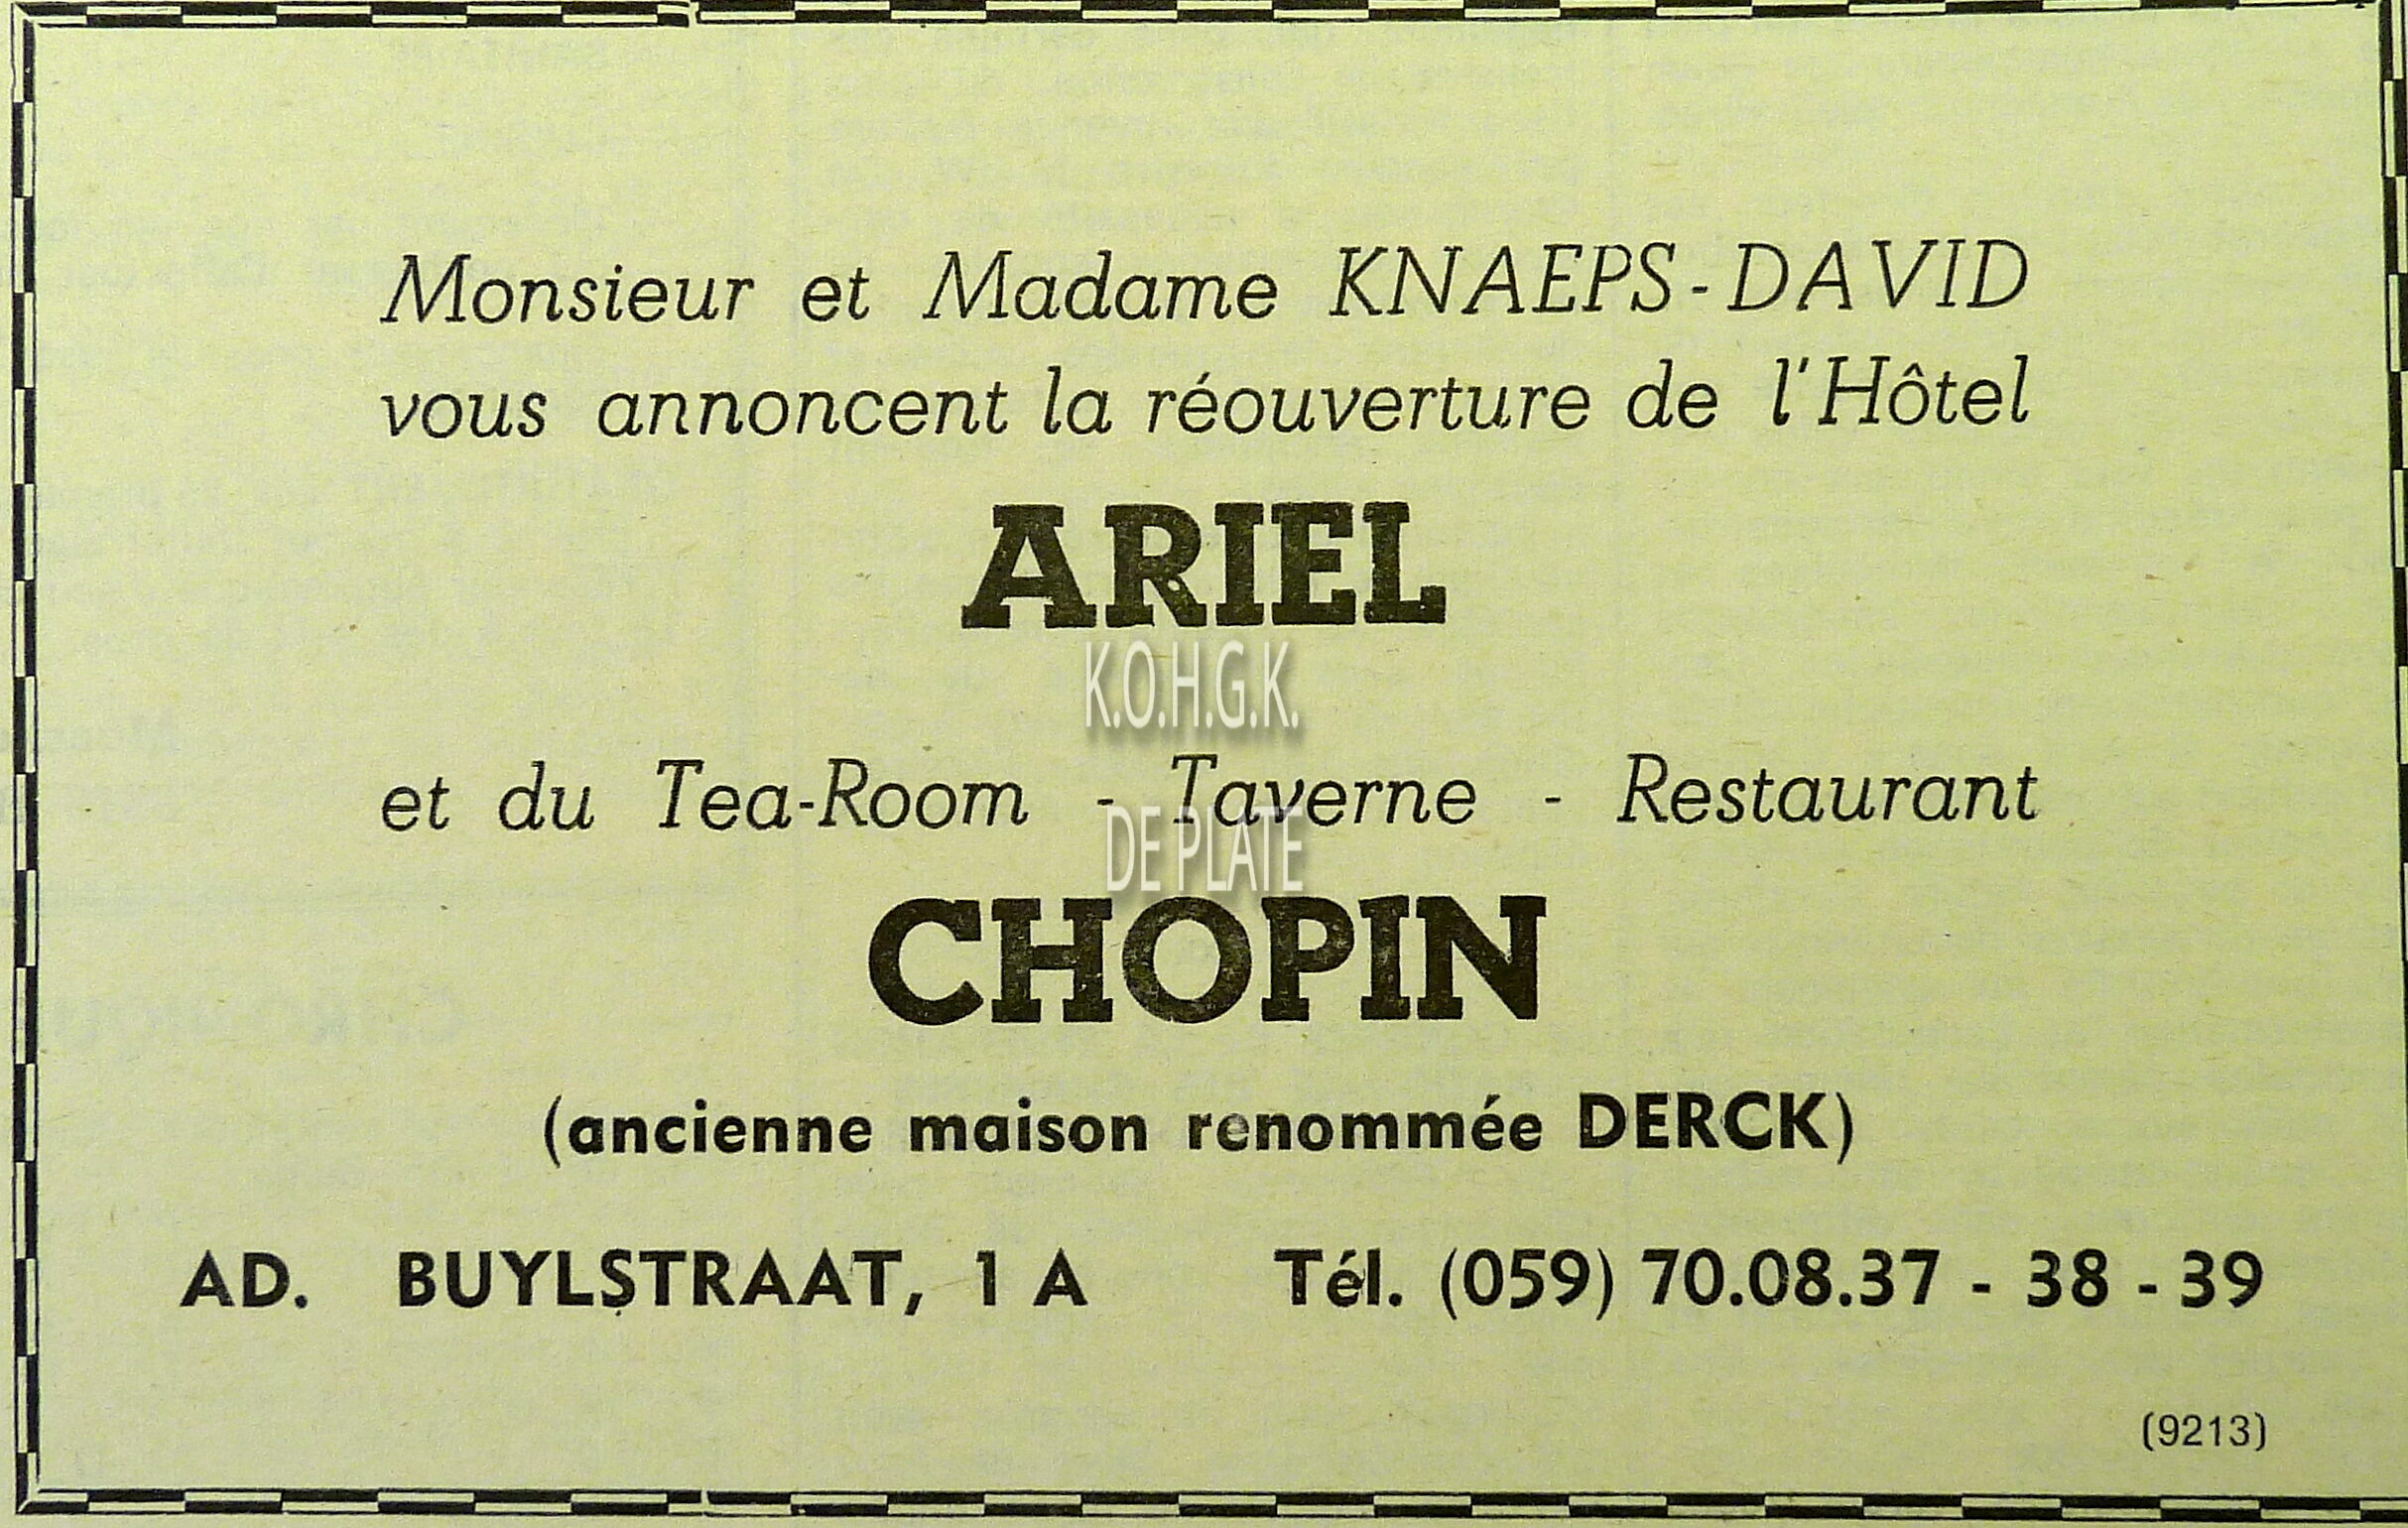 Monsieur et Madame KNAEPS-DAVID
vous annoncent la réouverture de l'Hôtel
ARIEL
K.O.H.G.K.
et du Tea-Room - Taverne - Restaurant
DE PLATE
CHOPIN
(ancienne maison renommée DERCK)
AD. BUYLSTRAAT, 1 A Tél. (059) 70.08.37 - 38 - 39
(9213)